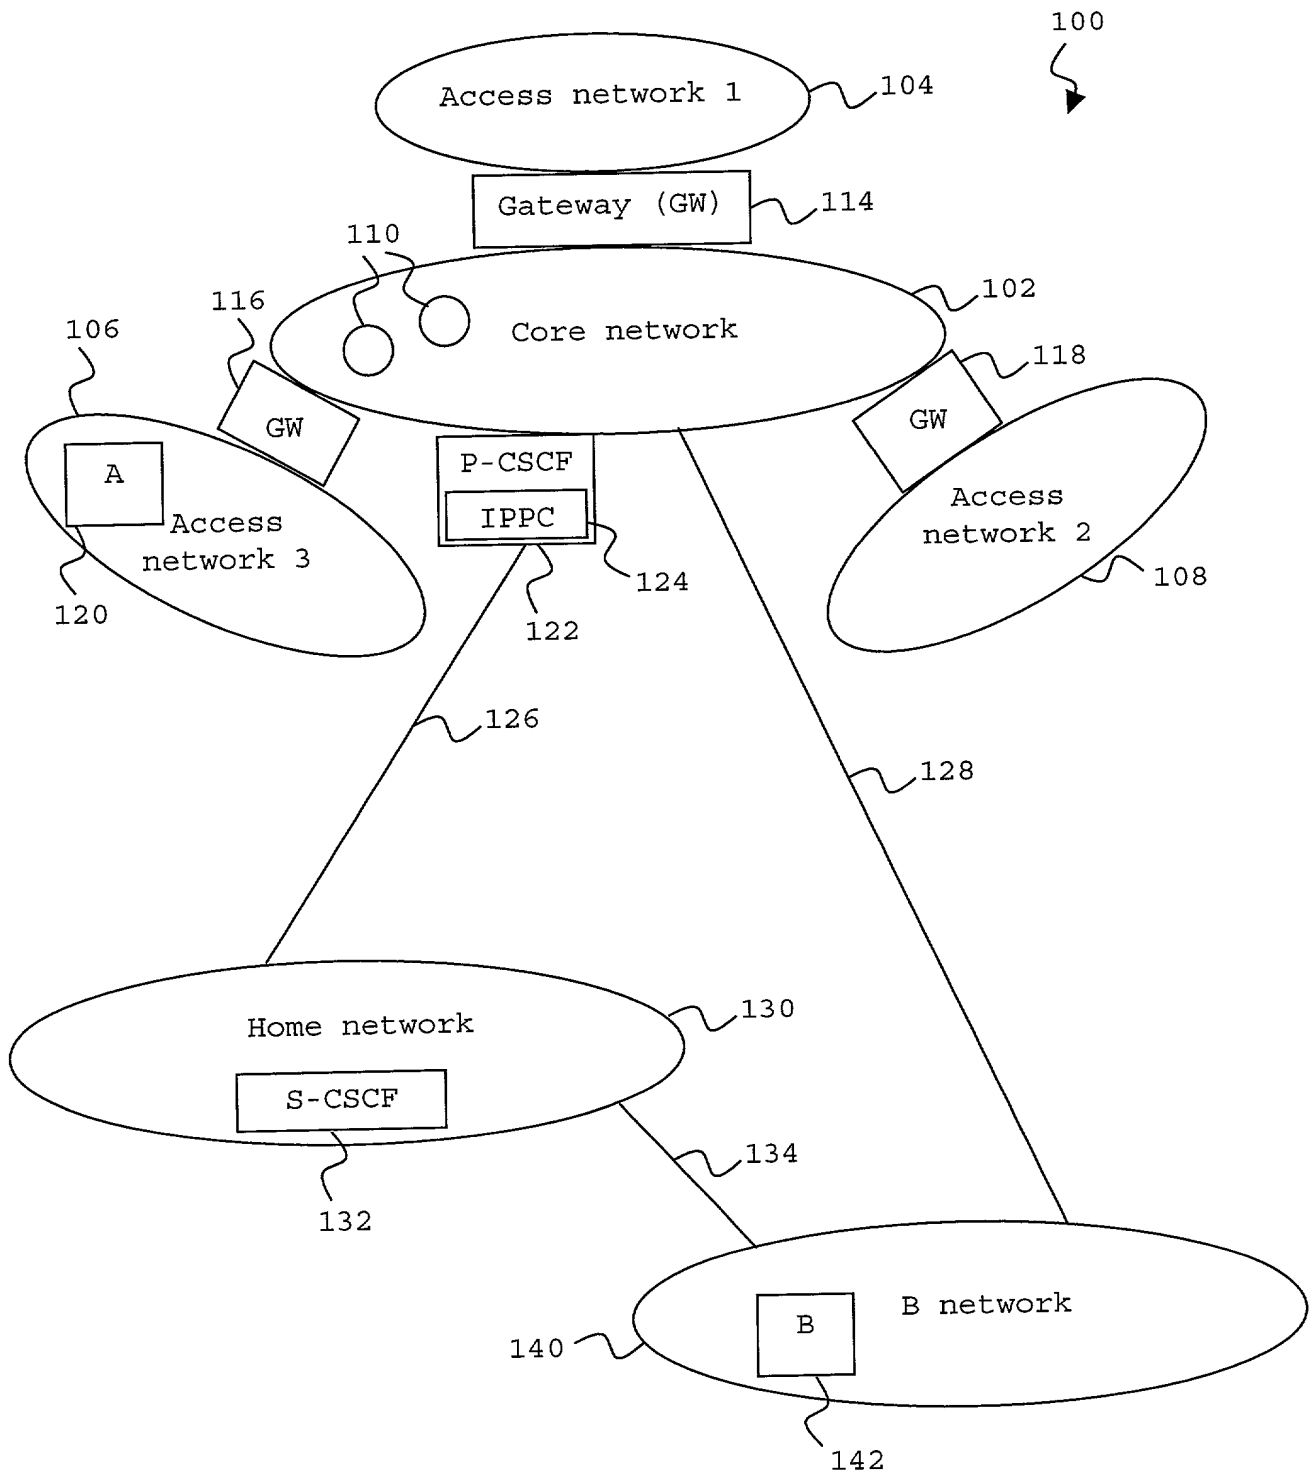 100
Access network 1
104
Gateway (GW)
114
110
102
116
Core network
106
118
GW
GW
P-CSCF
A
IPPC
Access
network 3
Access
network 2
124
108
120
122
126
128
130
Home network
S-CSCF
134
132
B network
B
140
142